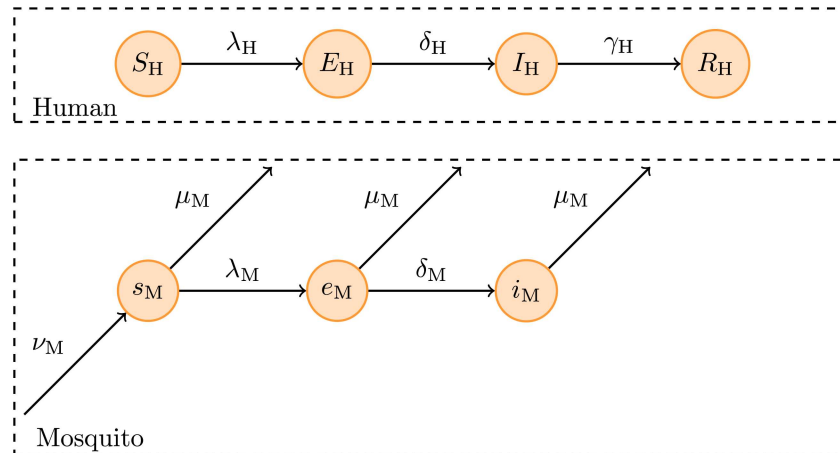 λ_H δ_H γ_H
S_H E_H I_H R_H
Human
μ_M μ_M μ_M
λ_M δ_M
s_M e_M i_M
ν_M
Mosquito